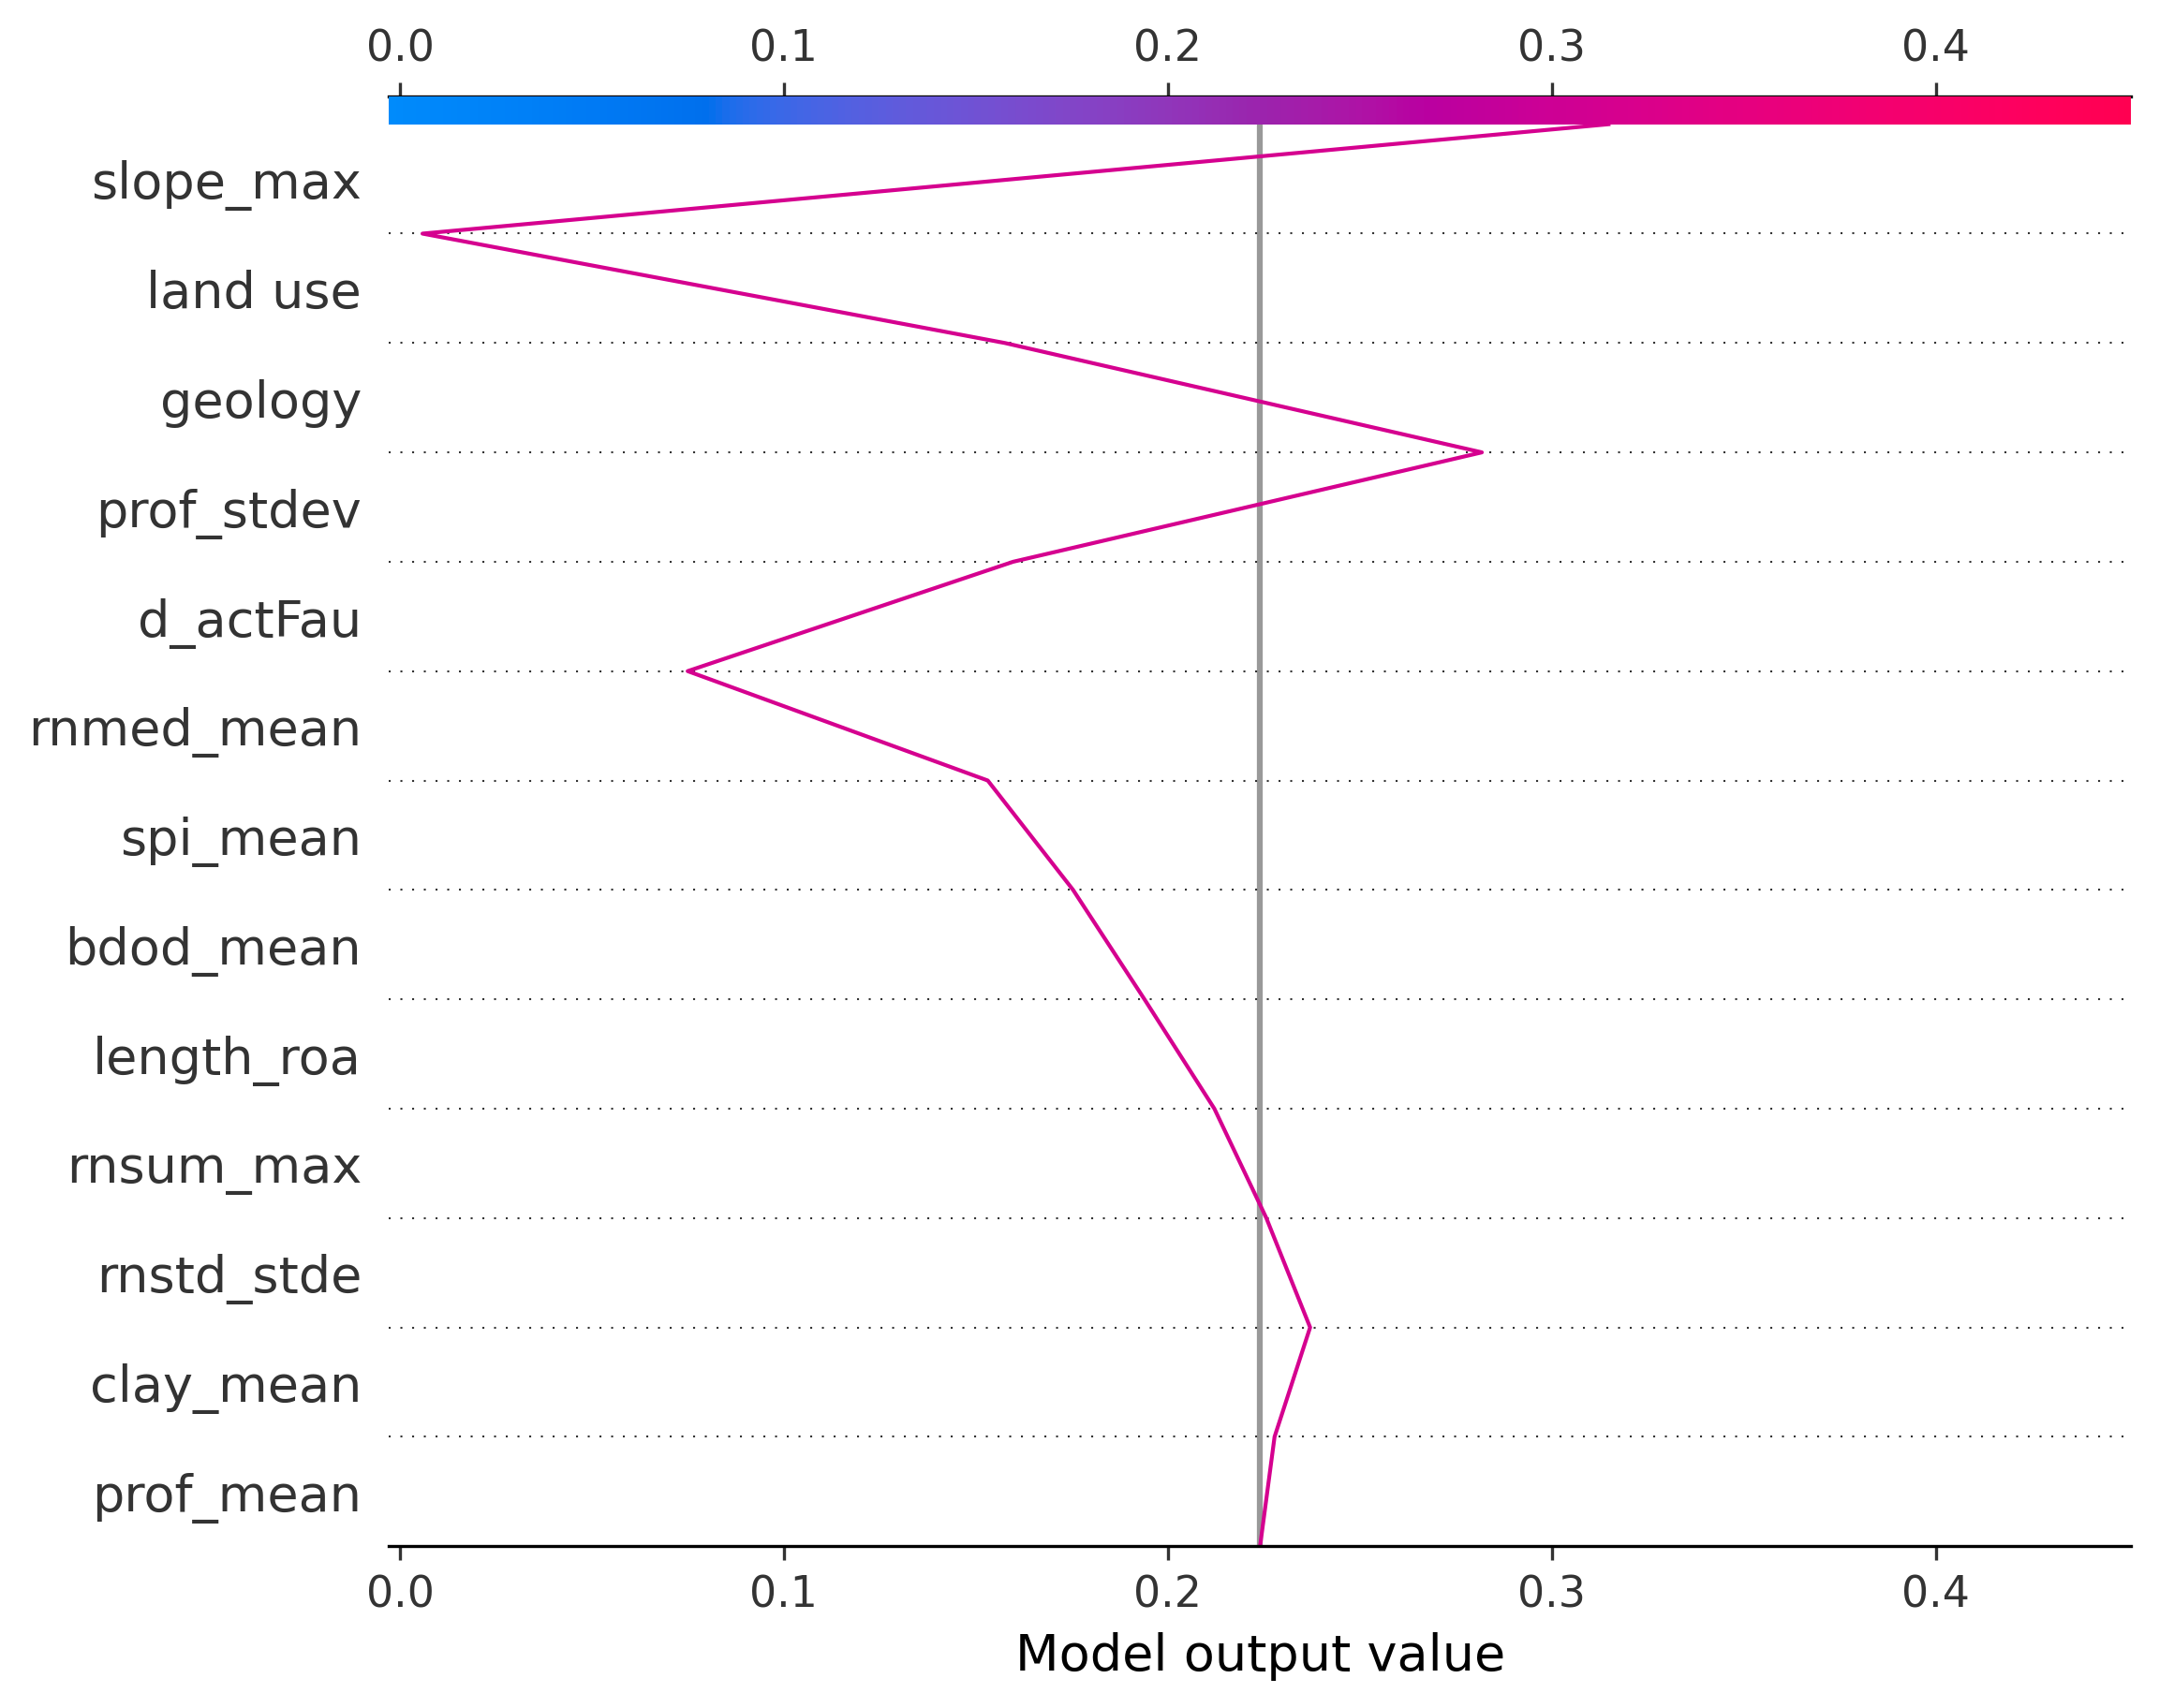 0.0 0.1 0.2 0.3 0.4
slope_max
land use
geology
prof_stdev
d_actFau
rnmed_mean
spi_mean
bdod_mean
length_roa
rnsum_max
rnstd_stde
clay_mean
prof_mean
0.0 0.1 0.2 0.3 0.4
Model output value